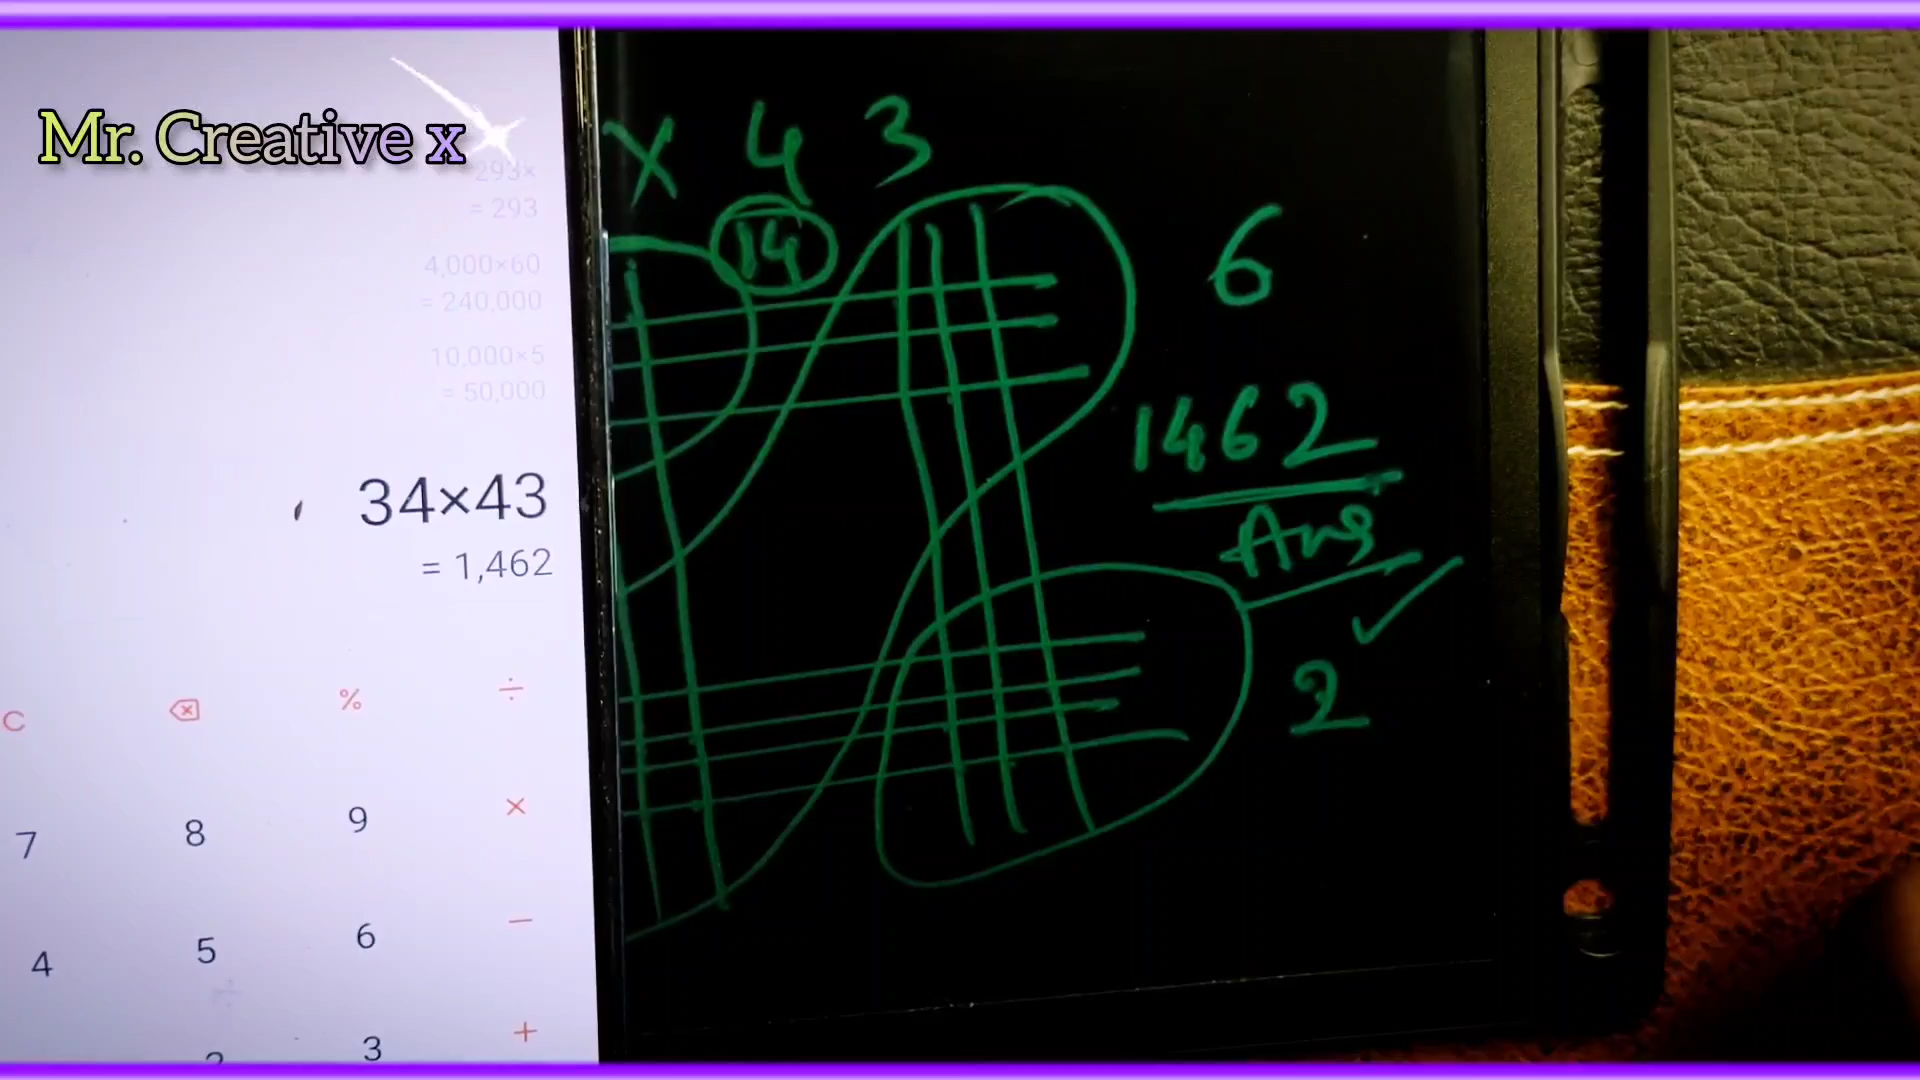 Mr. Creative x
293×
= 293
4,000×60
= 240,000
10,000×5
= 50,000
34×43
= 1,462
C % ÷
7 8 9 ×
4 5 6 −
3 +
x 4 3
14
6
1462
Ans
2